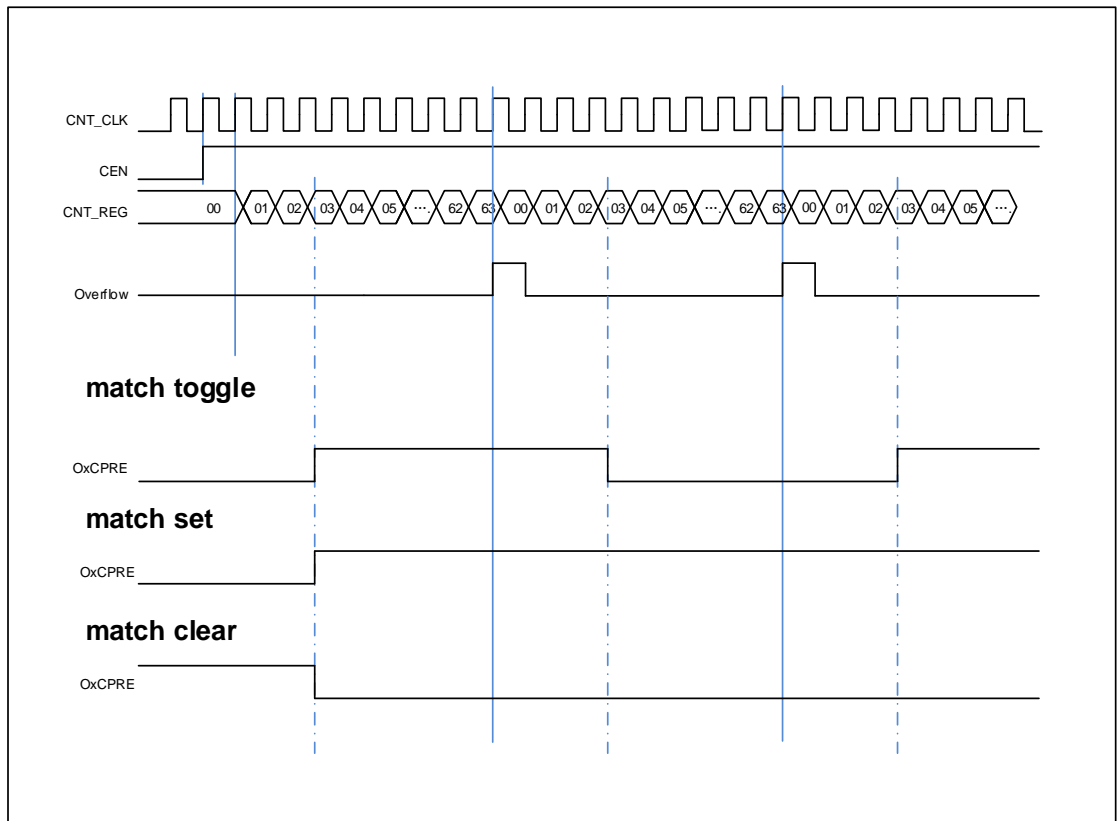 CNT_CLK
CEN
CNT_REG 00 01 02 03 04 05 …. 62 63 00 01 02 03 04 05 …. 62 63 00 01 02 03 04 05 ….
Overflow
match toggle
OxCPRE
match set
OxCPRE
match clear
OxCPRE